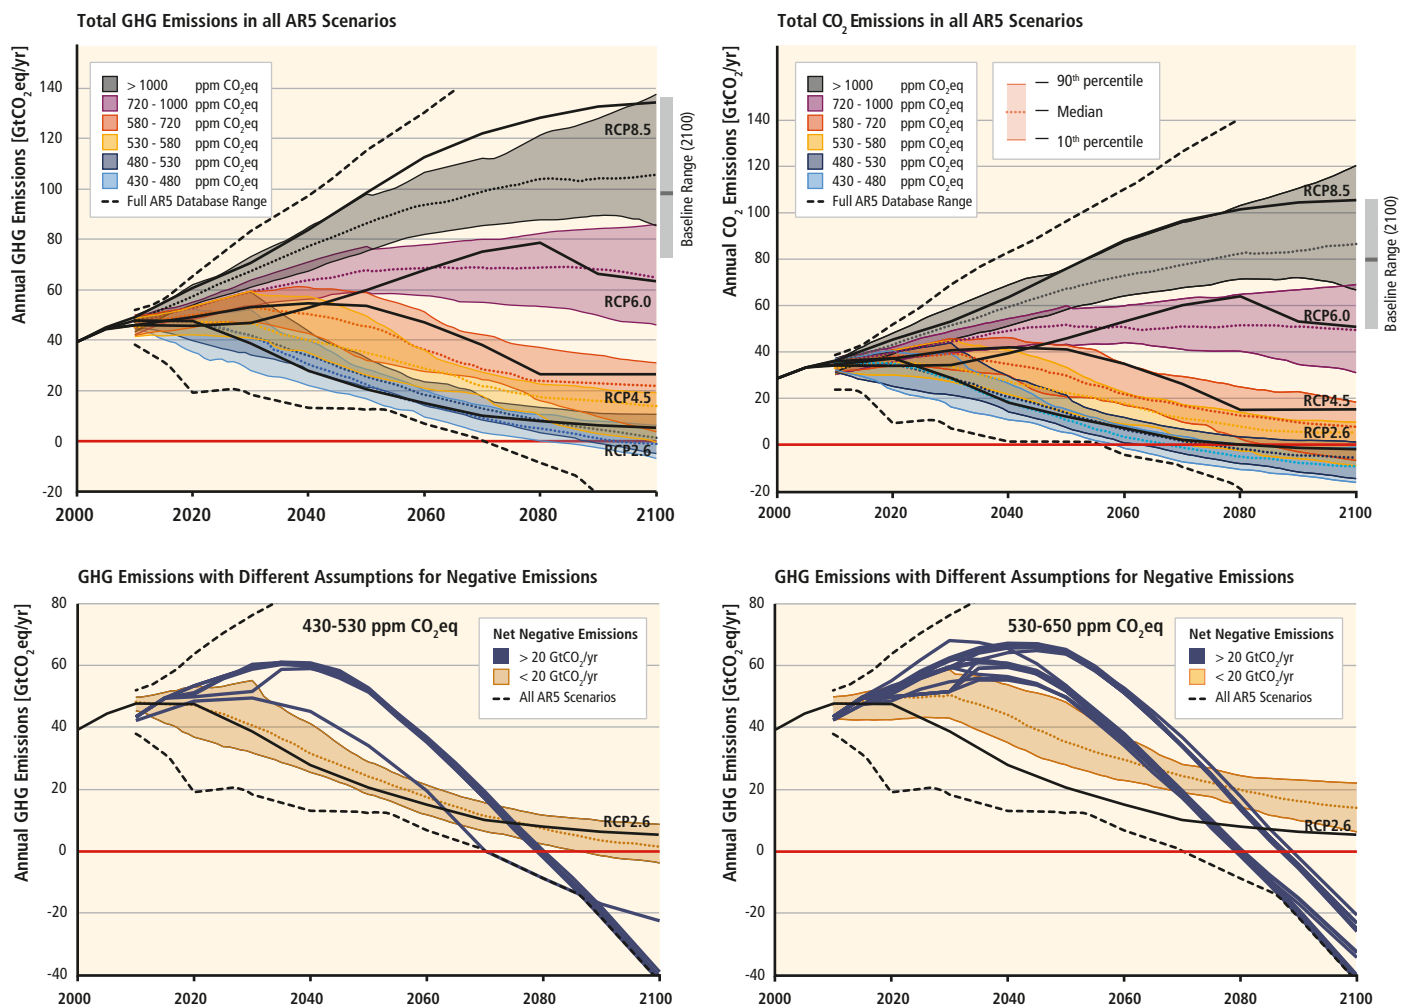 Total GHG Emissions in all AR5 Scenarios
Annual GHG Emissions [GtCO2eq/yr]
140
120
100
80
60
40
20
0
-20
> 1000 ppm CO2eq
720 - 1000 ppm CO2eq
580 - 720 ppm CO2eq
530 - 580 ppm CO2eq
480 - 530 ppm CO2eq
430 - 480 ppm CO2eq
Full AR5 Database Range
RCP8.5
RCP6.0
RCP4.5
RCP2.6
Baseline Range (2100)
2000 2020 2040 2060 2080 2100
Total CO2 Emissions in all AR5 Scenarios
Annual CO2 Emissions [GtCO2/yr]
140
120
100
80
60
40
20
0
-20
> 1000 ppm CO2eq
720 - 1000 ppm CO2eq
580 - 720 ppm CO2eq
530 - 580 ppm CO2eq
480 - 530 ppm CO2eq
430 - 480 ppm CO2eq
Full AR5 Database Range
90th percentile
Median
10th percentile
RCP8.5
RCP6.0
RCP4.5
RCP2.6
Baseline Range (2100)
2000 2020 2040 2060 2080 2100
GHG Emissions with Different Assumptions for Negative Emissions
Annual GHG Emissions [GtCO2eq/yr]
80
60
40
20
0
-20
-40
430-530 ppm CO2eq
Net Negative Emissions
> 20 GtCO2/yr
< 20 GtCO2/yr
All AR5 Scenarios
RCP2.6
2000 2020 2040 2060 2080 2100
GHG Emissions with Different Assumptions for Negative Emissions
Annual GHG Emissions [GtCO2eq/yr]
80
60
40
20
0
-20
-40
530-650 ppm CO2eq
Net Negative Emissions
> 20 GtCO2/yr
< 20 GtCO2/yr
All AR5 Scenarios
RCP2.6
2000 2020 2040 2060 2080 2100